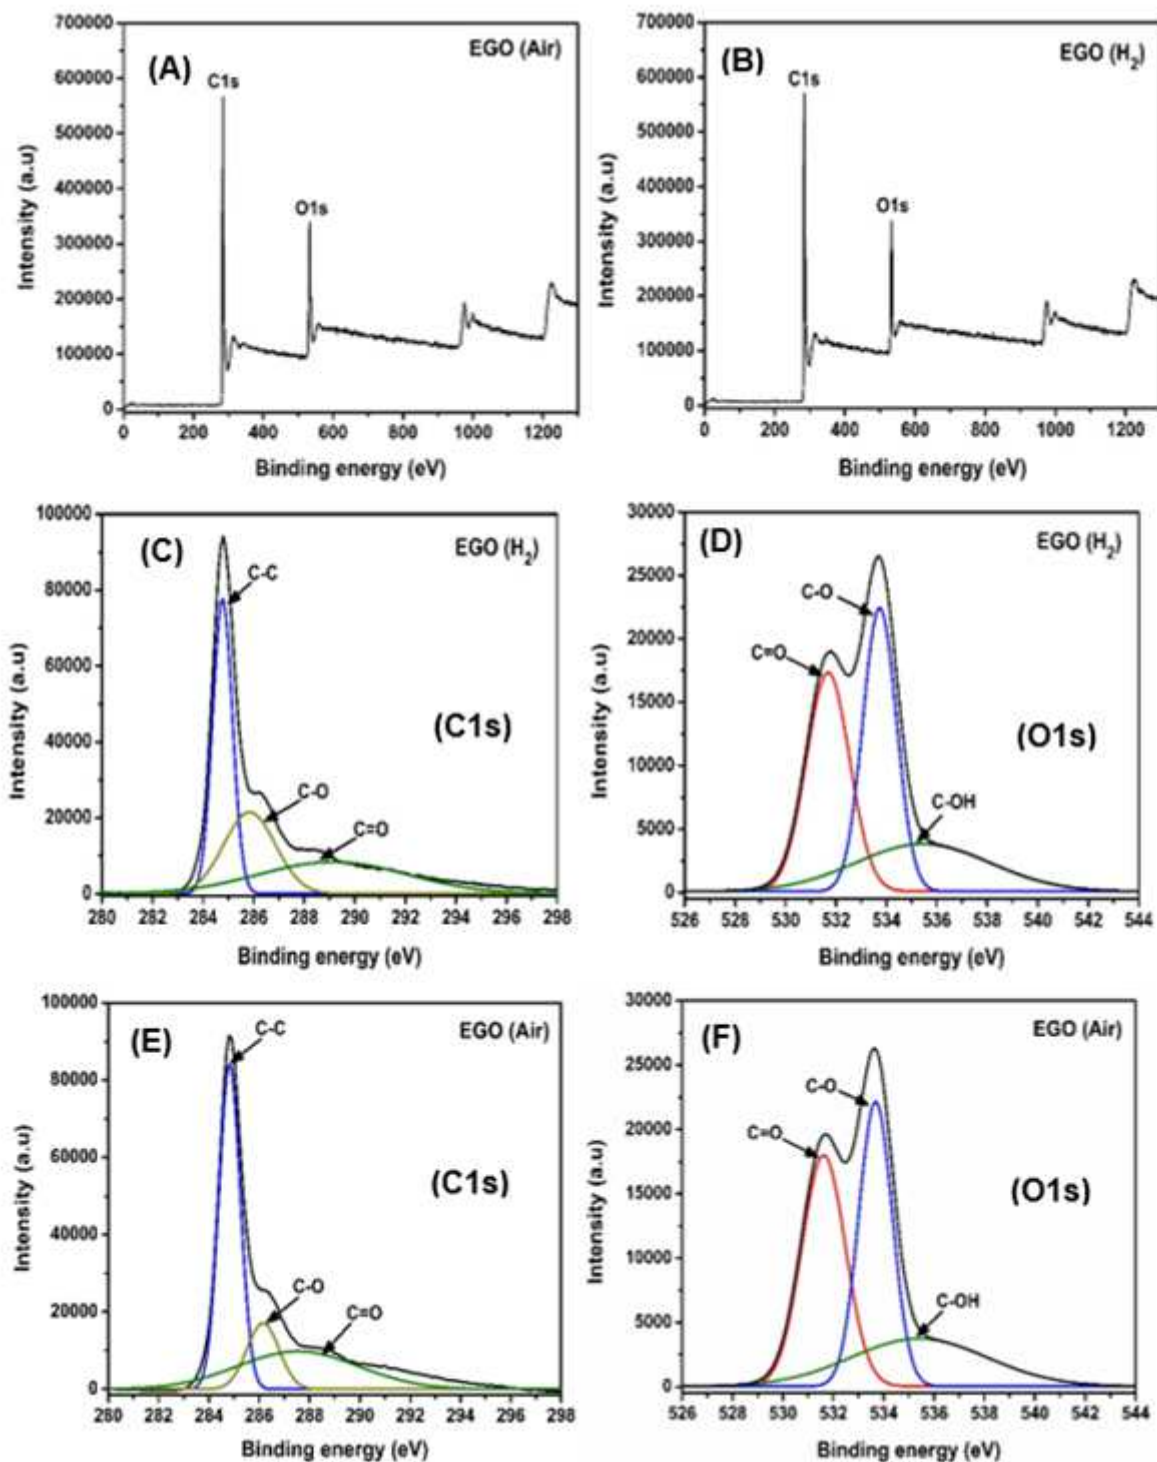 700000
600000
500000
400000
300000
200000
100000
0
Intensity (a.u)
(A)
EGO (Air)
C1s
O1s
0 200 400 600 800 1000 1200
Binding energy (eV)
700000
600000
500000
400000
300000
200000
100000
0
Intensity (a.u)
(B)
EGO (H₂)
C1s
O1s
0 200 400 600 800 1000 1200
Binding energy (eV)
100000
80000
60000
40000
20000
0
Intensity (a.u)
(C)
EGO (H₂)
C-C
(C1s)
C-O
C=O
280 282 284 286 288 290 292 294 296 298
Binding energy (eV)
30000
25000
20000
15000
10000
5000
0
Intensity (a.u)
(D)
EGO (H₂)
C-O
C=O
(O1s)
C-OH
526 528 530 532 534 536 538 540 542 544
Binding energy (eV)
100000
80000
60000
40000
20000
0
Intensity (a.u)
(E)
EGO (Air)
C-C
(C1s)
C-O
C=O
280 282 284 286 288 290 292 294 296 298
Binding energy (eV)
30000
25000
20000
15000
10000
5000
0
Intensity (a.u)
(F)
EGO (Air)
C-O
C=O
(O1s)
C-OH
526 528 530 532 534 536 538 540 542 544
Binding energy (eV)